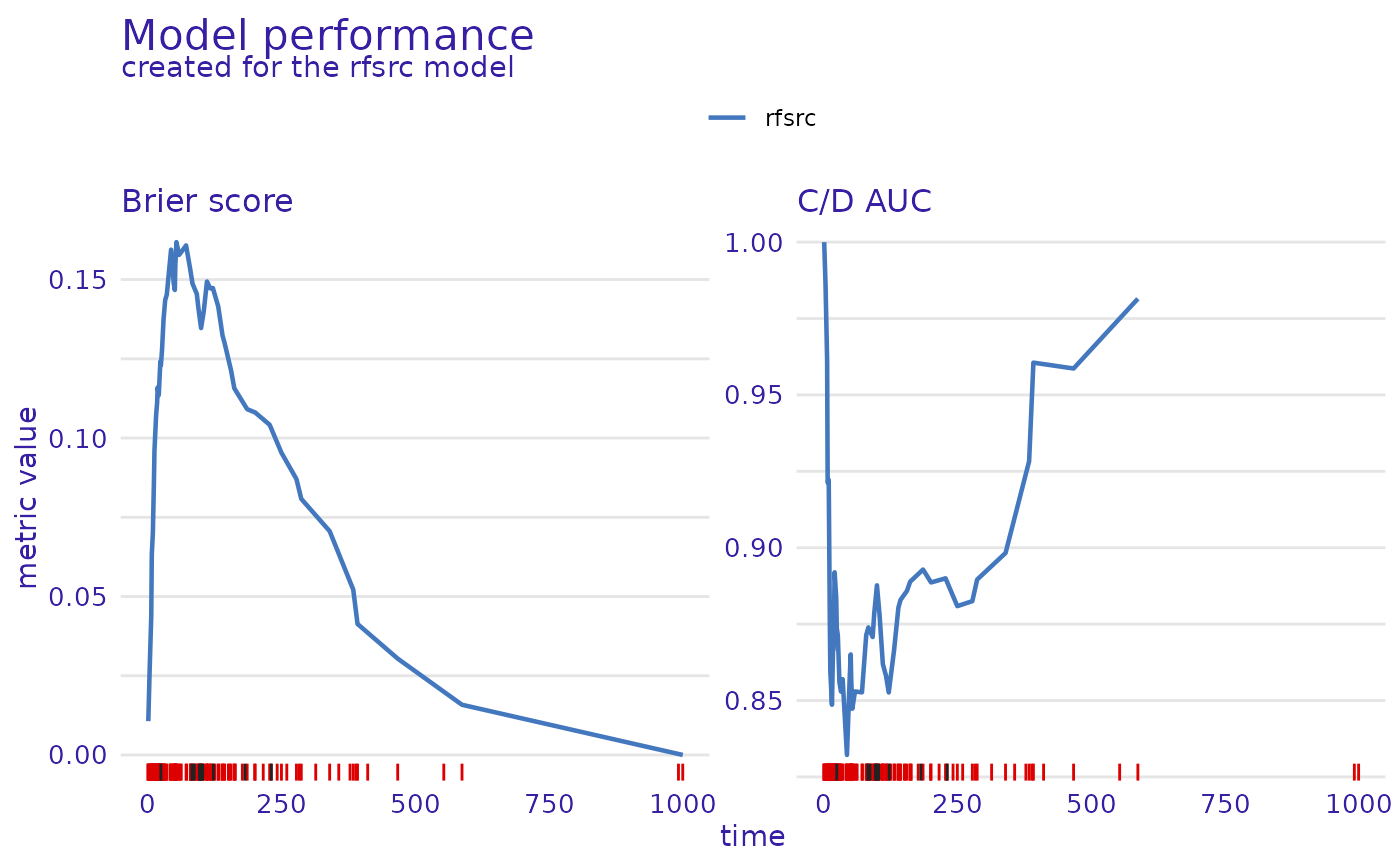 Model performance
created for the rfsrc model
rfsrc
Brier score
metric value
0.15
0.10
0.05
0.00
0 250 500 750 1000
C/D AUC
1.00
0.95
0.90
0.85
0 250 500 750 1000
time